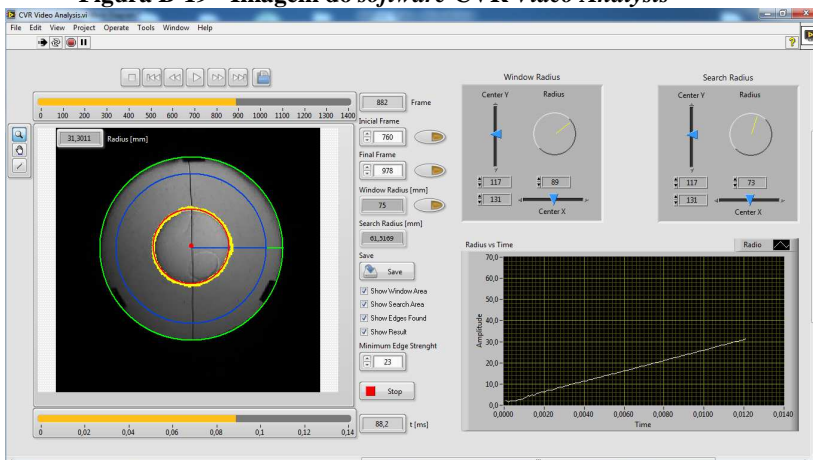 Figura B 19 - Imagem do software CVR Video Analysis
CVR Video Analysis.vi
File Edit View Project Operate Tools Window Help
882 Frame
0 100 200 300 400 500 600 700 800 900 1000 1100 1200 1300 1400
31,3011 Radius [mm]
Inicial Frame
760
Final Frame
978
Window Radius [mm]
75
Search Radius [mm]
61,5169
Save
Save
Show Window Area
Show Search Area
Show Edges Found
Show Result
Minimum Edge Strenght
23
Stop
88,2 t [ms]
0 0,02 0,04 0,06 0,08 0,1 0,12 0,14
Window Radius
Center Y Radius
117 89
131
Center X
Search Radius
Center Y Radius
117 73
131
Center X
Radius vs Time
Radio
70,0
60,0
50,0
40,0
30,0
20,0
10,0
0,0
Amplitude
0,0000 0,0020 0,0040 0,0060 0,0080 0,0100 0,0120 0,0140
Time